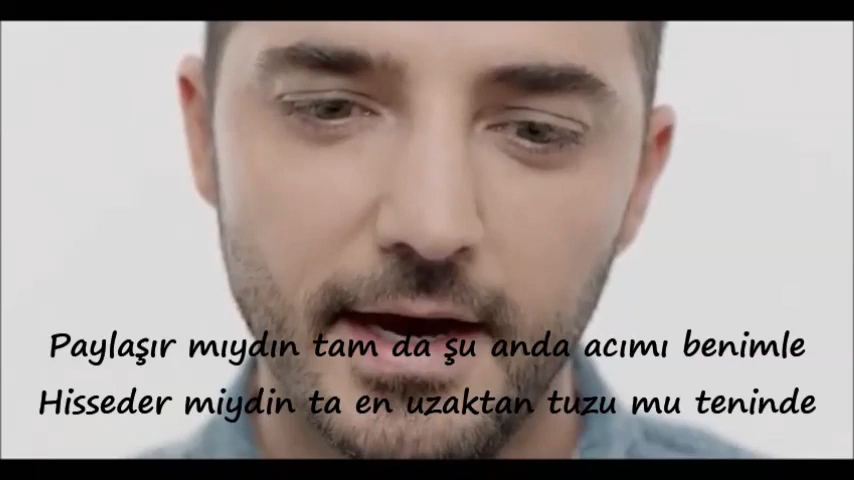 Paylaşır mıydın tam da şu anda acımı benimle
Hisseder miydin ta en uzaktan tuzu mu teninde